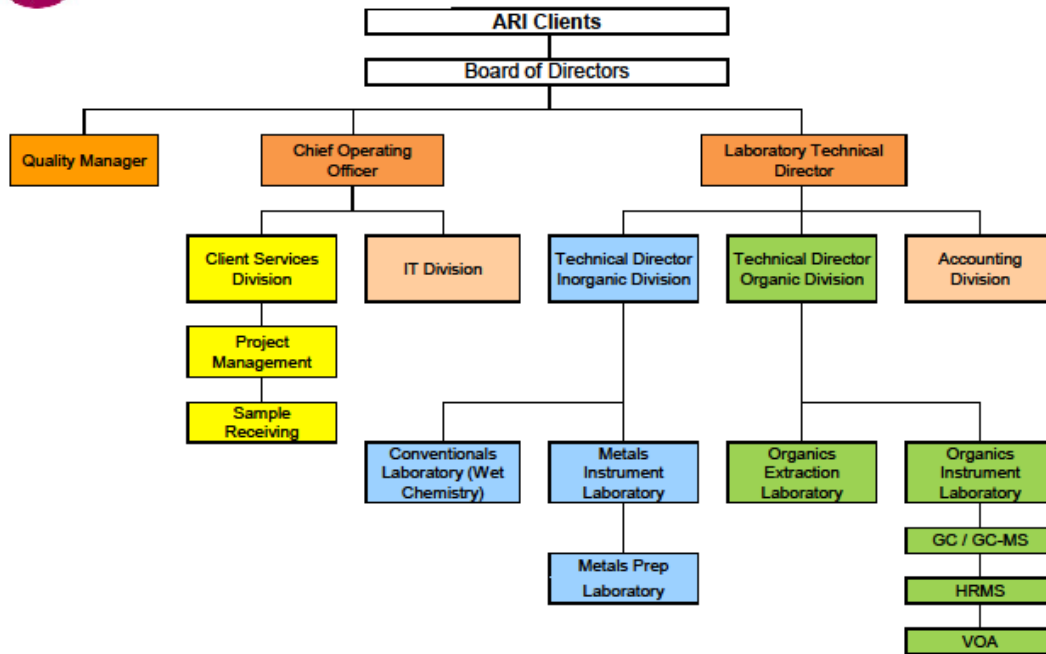 ARI Clients
Board of Directors
Quality Manager
Chief Operating
Officer
Laboratory Technical
Director
Client Services
Division
IT Division
Technical Director
Inorganic Division
Technical Director
Organic Division
Accounting
Division
Project
Management
Sample
Receiving
Conventionals
Laboratory (Wet
Chemistry)
Metals
Instrument
Laboratory
Organics
Extraction
Laboratory
Organics
Instrument
Laboratory
GC / GC-MS
Metals Prep
Laboratory
HRMS
VOA